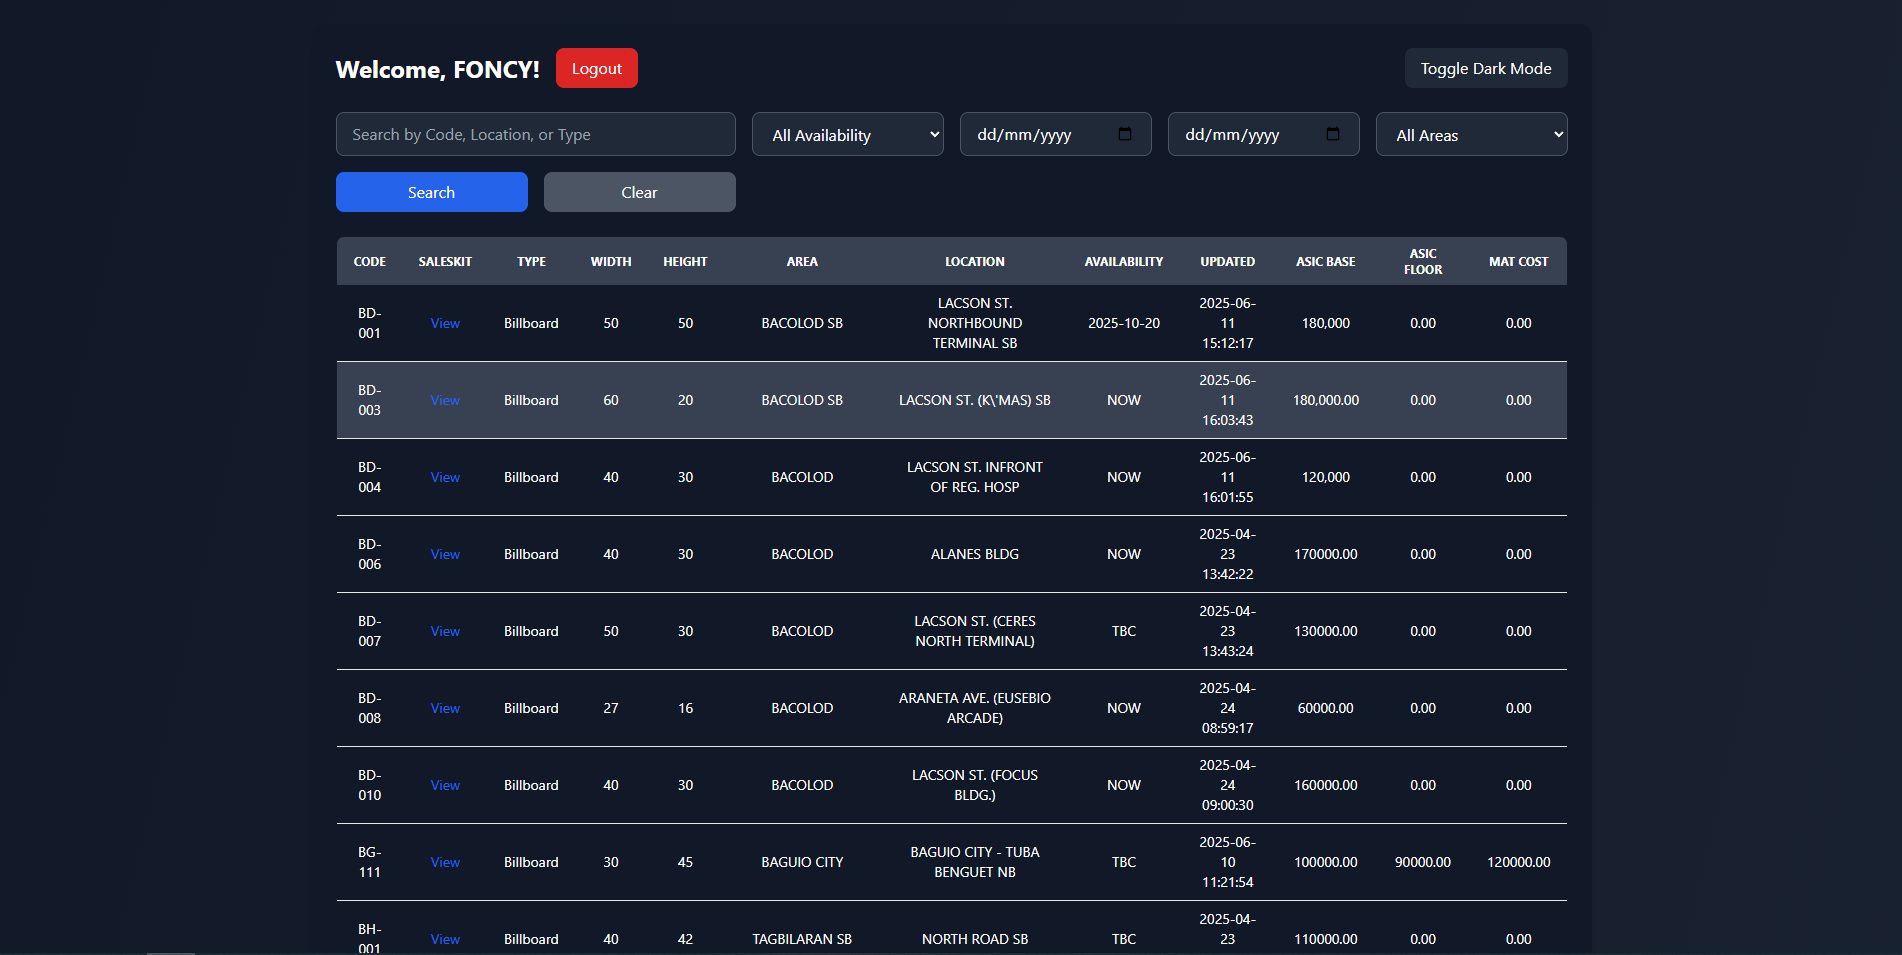 Welcome, FONCY!
Logout
Toggle Dark Mode
Search by Code, Location, or Type
All Availability
dd/mm/yyyy
dd/mm/yyyy
All Areas
Search
Clear
CODE SALESKIT TYPE WIDTH HEIGHT AREA LOCATION AVAILABILITY UPDATED ASIC BASE ASIC FLOOR MAT COST
BD-001 View Billboard 50 50 BACOLOD SB LACSON ST. NORTHBOUND TERMINAL SB 2025-10-20 2025-06-11 15:12:17 180,000 0.00 0.00
BD-003 View Billboard 60 20 BACOLOD SB LACSON ST. (K\'MAS) SB NOW 2025-06-11 16:03:43 180,000.00 0.00 0.00
BD-004 View Billboard 40 30 BACOLOD LACSON ST. INFRONT OF REG. HOSP NOW 2025-06-11 16:01:55 120,000 0.00 0.00
BD-006 View Billboard 40 30 BACOLOD ALANES BLDG NOW 2025-04-23 13:42:22 170000.00 0.00 0.00
BD-007 View Billboard 50 30 BACOLOD LACSON ST. (CERES NORTH TERMINAL) TBC 2025-04-23 13:43:24 130000.00 0.00 0.00
BD-008 View Billboard 27 16 BACOLOD ARANETA AVE. (EUSEBIO ARCADE) NOW 2025-04-24 08:59:17 60000.00 0.00 0.00
BD-010 View Billboard 40 30 BACOLOD LACSON ST. (FOCUS BLDG.) NOW 2025-04-24 09:00:30 160000.00 0.00 0.00
BG-111 View Billboard 30 45 BAGUIO CITY BAGUIO CITY - TUBA BENGUET NB TBC 2025-06-10 11:21:54 100000.00 90000.00 120000.00
BH-001 View Billboard 40 42 TAGBILARAN SB NORTH ROAD SB TBC 2025-04-23 110000.00 0.00 0.00